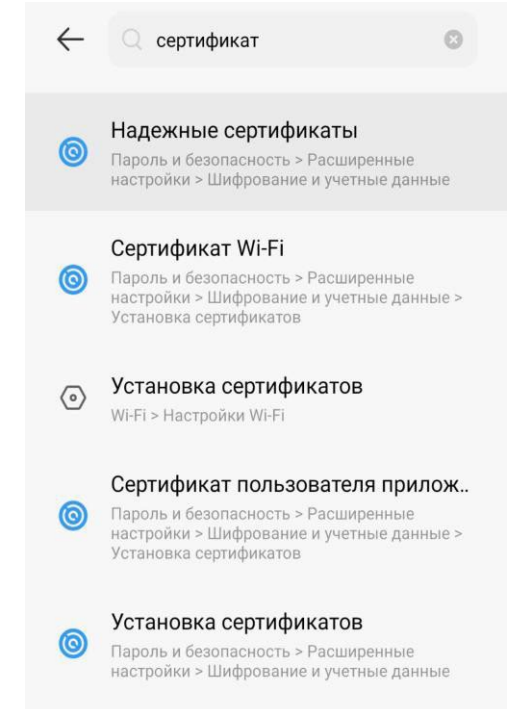 сертификат
Надежные сертификаты
Пароль и безопасность > Расширенные
настройки > Шифрование и учетные данные
Сертификат Wi-Fi
Пароль и безопасность > Расширенные
настройки > Шифрование и учетные данные >
Установка сертификатов
Установка сертификатов
Wi-Fi > Настройки Wi-Fi
Сертификат пользователя прилож..
Пароль и безопасность > Расширенные
настройки > Шифрование и учетные данные >
Установка сертификатов
Установка сертификатов
Пароль и безопасность > Расширенные
настройки > Шифрование и учетные данные